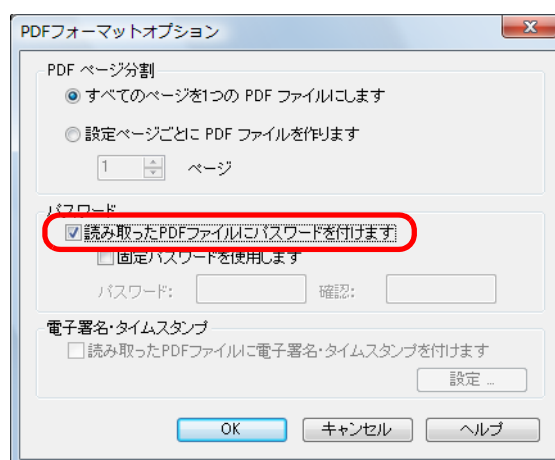 PDFフォーマットオプション
PDF ページ分割
すべてのページを1つの PDF ファイルにします
設定ページごとに PDF ファイルを作ります
1 ページ
パスワード
読み取ったPDFファイルにパスワードを付けます
固定パスワードを使用します
パスワード: 確認:
電子署名・タイムスタンプ
読み取ったPDFファイルに電子署名・タイムスタンプを付けます
設定 ...
OK キャンセル ヘルプ